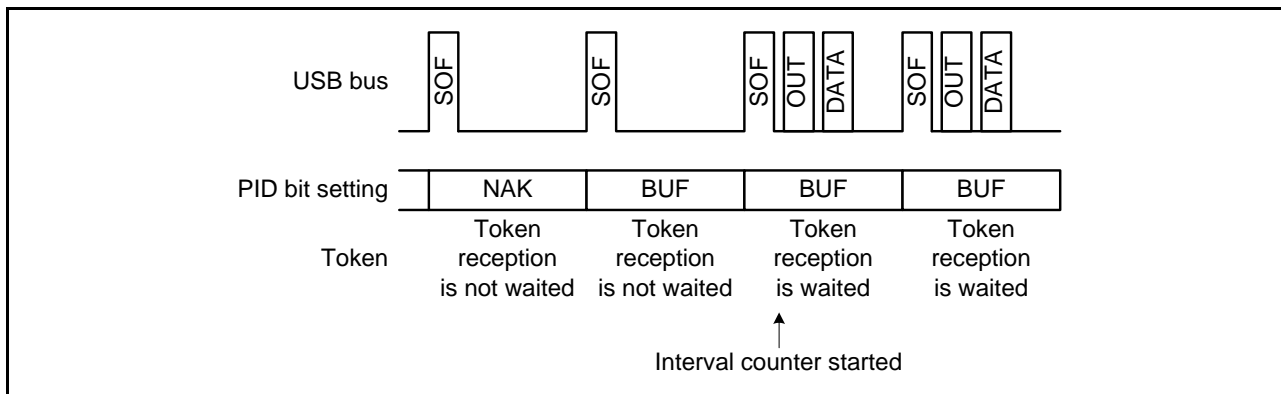 USB bus
SOF
SOF
SOF
OUT
DATA
SOF
OUT
DATA
PID bit setting
NAK
BUF
BUF
BUF
Token
Token
reception
is not waited
Token
reception
is not waited
Token
reception
is waited
Token
reception
is waited
Interval counter started